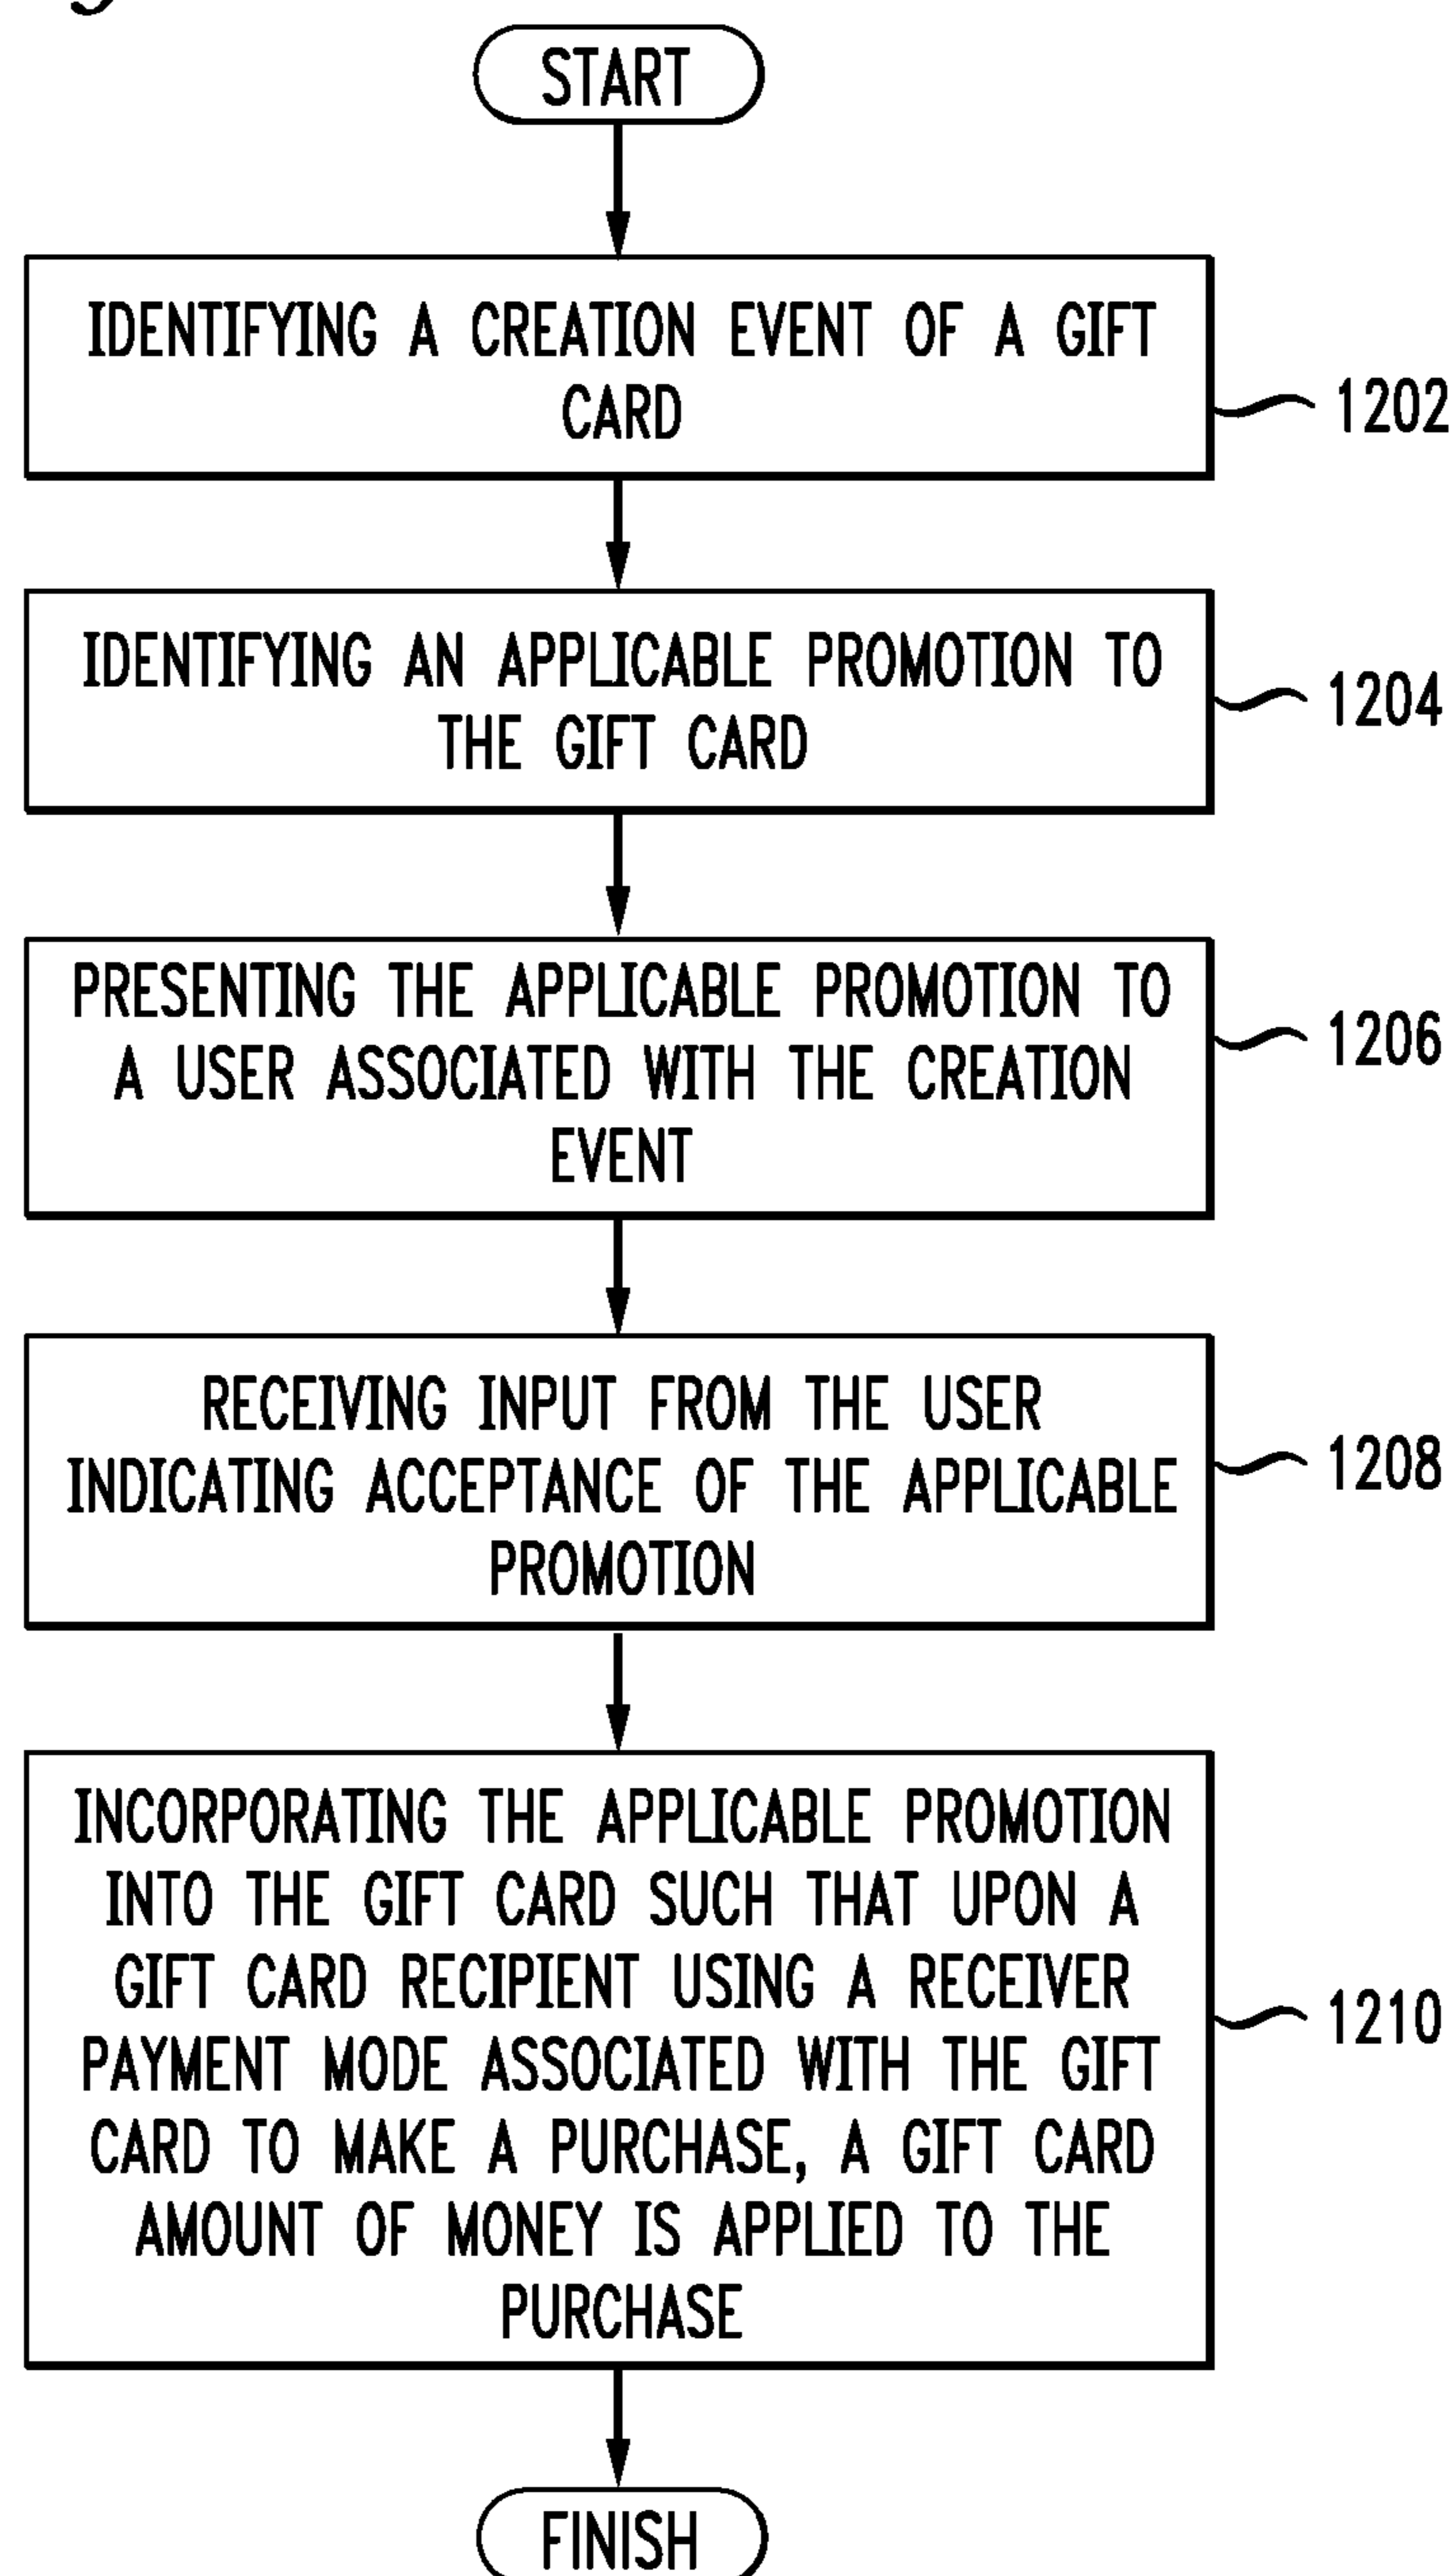 START
IDENTIFYING A CREATION EVENT OF A GIFT
CARD
1202
IDENTIFYING AN APPLICABLE PROMOTION TO
THE GIFT CARD
1204
PRESENTING THE APPLICABLE PROMOTION TO
A USER ASSOCIATED WITH THE CREATION
EVENT
1206
RECEIVING INPUT FROM THE USER
INDICATING ACCEPTANCE OF THE APPLICABLE
PROMOTION
1208
INCORPORATING THE APPLICABLE PROMOTION
INTO THE GIFT CARD SUCH THAT UPON A
GIFT CARD RECIPIENT USING A RECEIVER
PAYMENT MODE ASSOCIATED WITH THE GIFT
CARD TO MAKE A PURCHASE, A GIFT CARD
AMOUNT OF MONEY IS APPLIED TO THE
PURCHASE
1210
FINISH